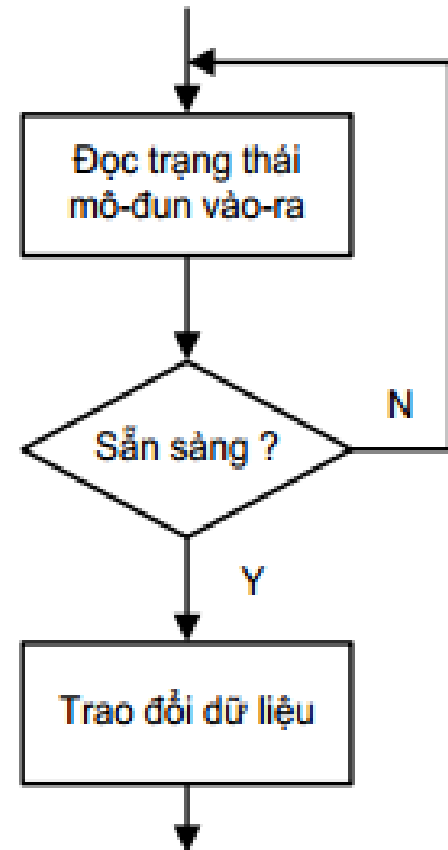 Đọc trạng thái
mô-đun vào-ra
Sẵn sàng ?
N
Y
Trao đổi dữ liệu